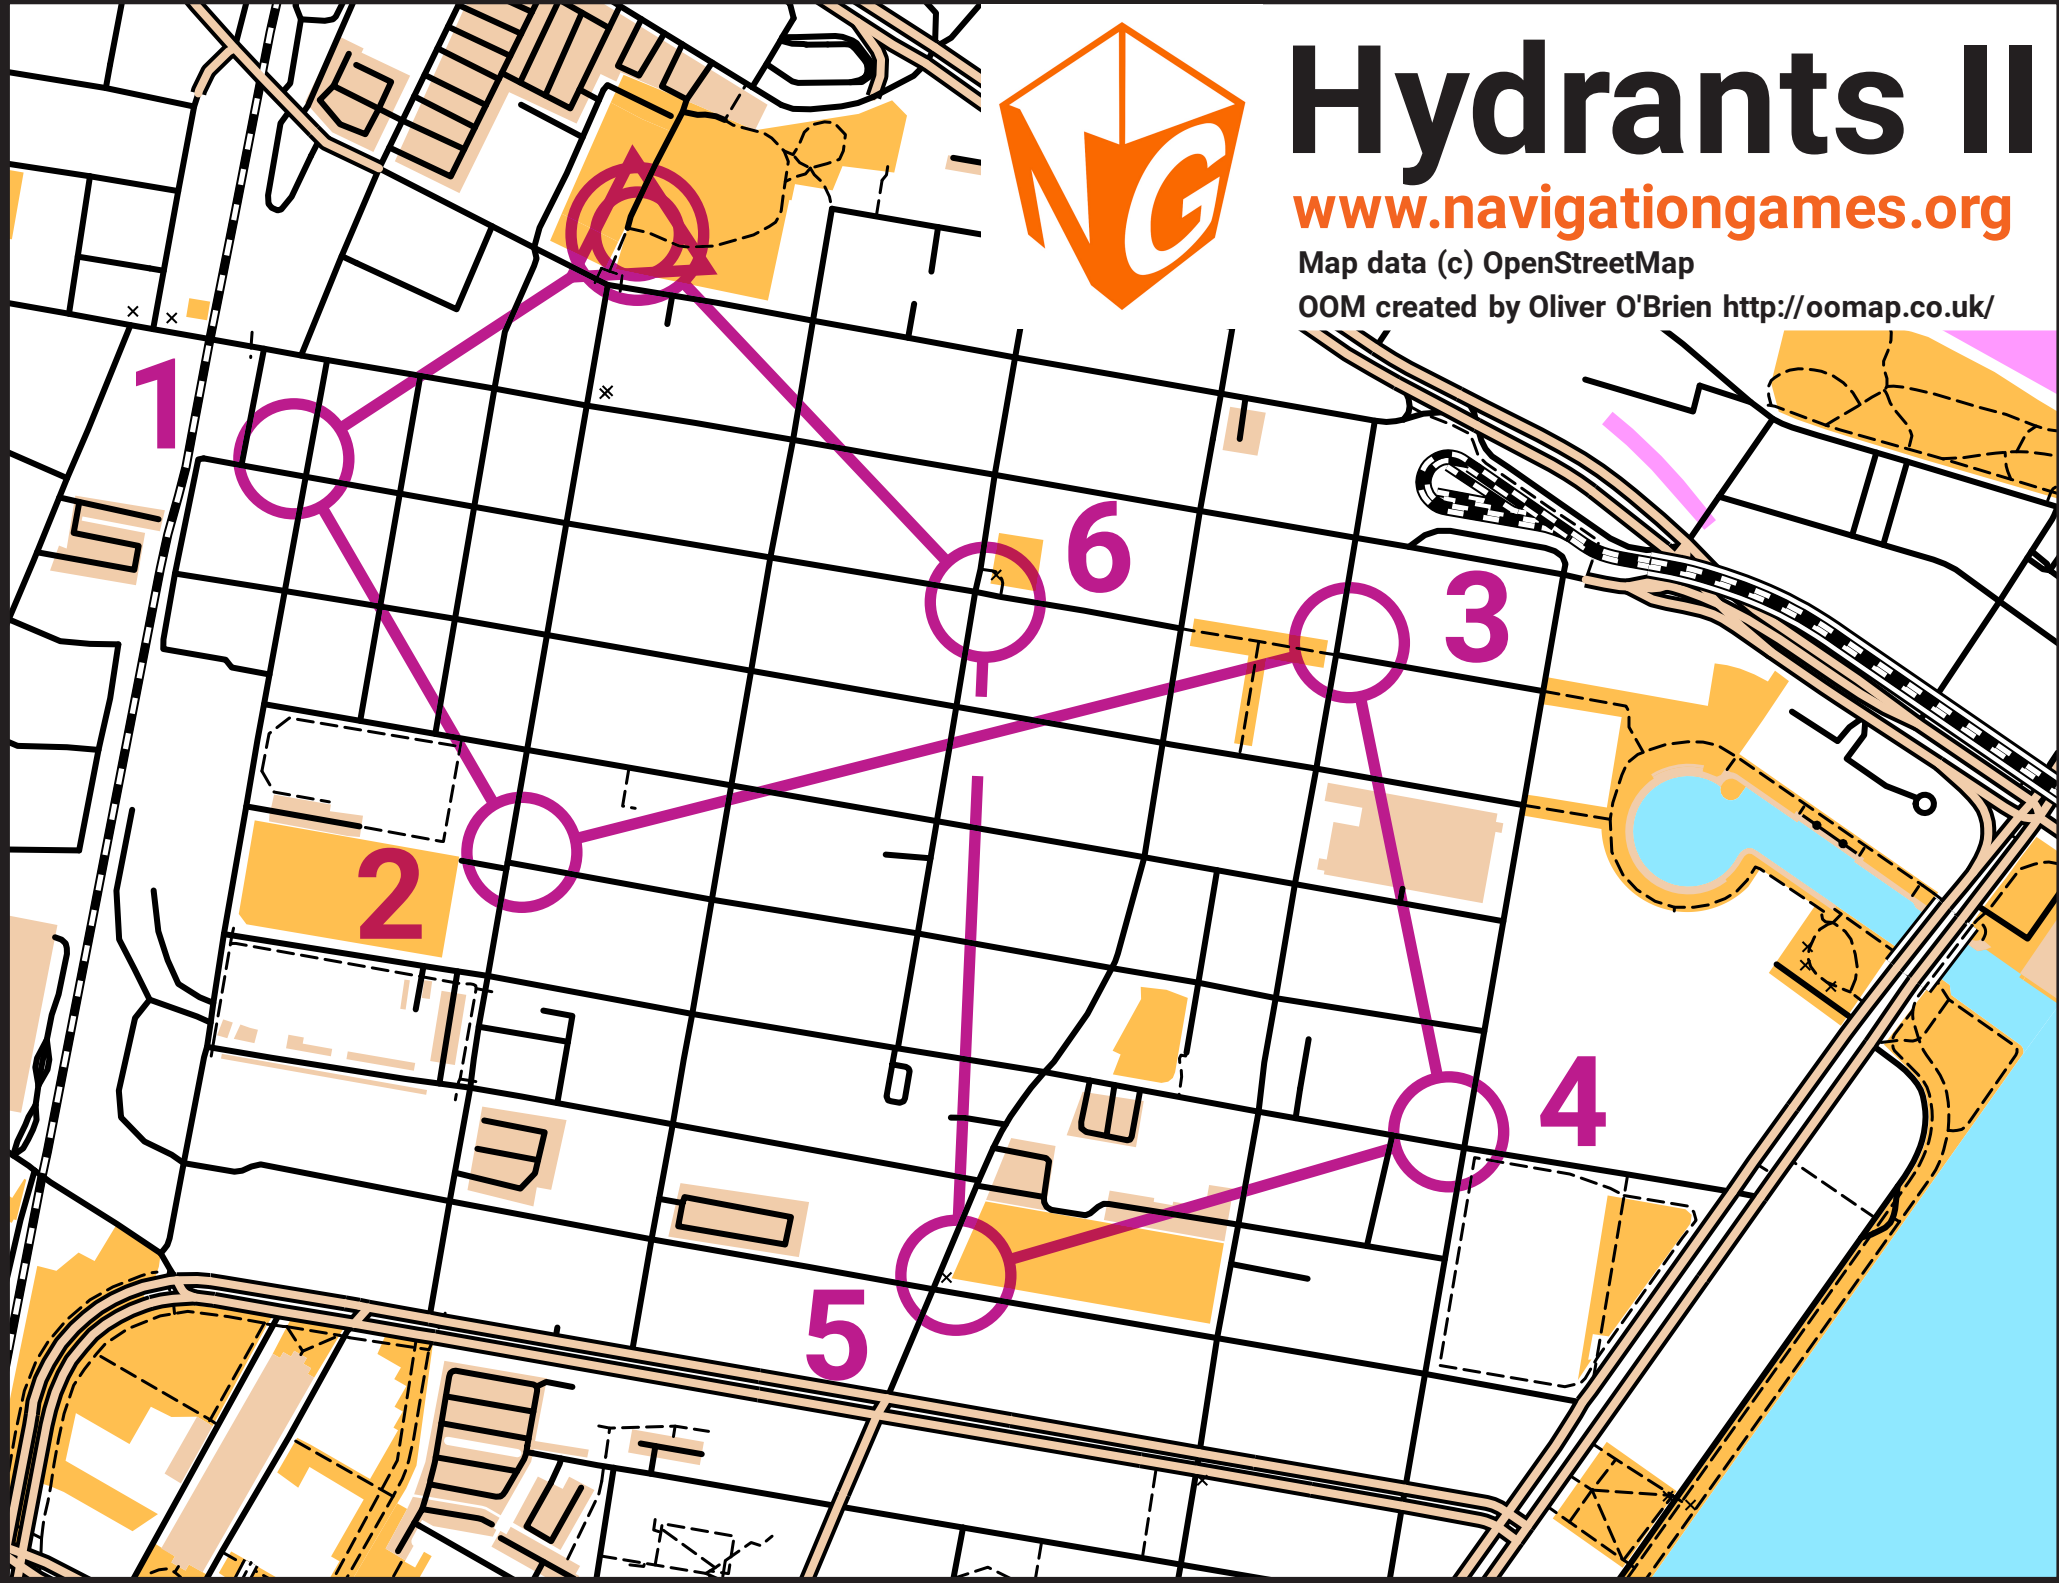 NG
Hydrants II
www.navigationgames.org
Map data (c) OpenStreetMap
OOM created by Oliver O'Brien http://oomap.co.uk/
1
6
3
2
4
5